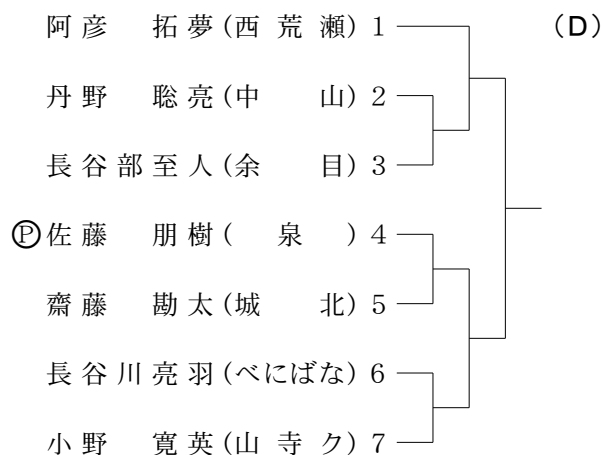 阿彦 拓夢(西荒瀬) 1 (D)
丹野 聡亮(中山) 2
長谷部至人(余目) 3
Ⓟ佐藤 朋樹(泉) 4
齋藤 勘太(城北) 5
長谷川亮羽(べにばな) 6
小野 寛英(山寺ク) 7